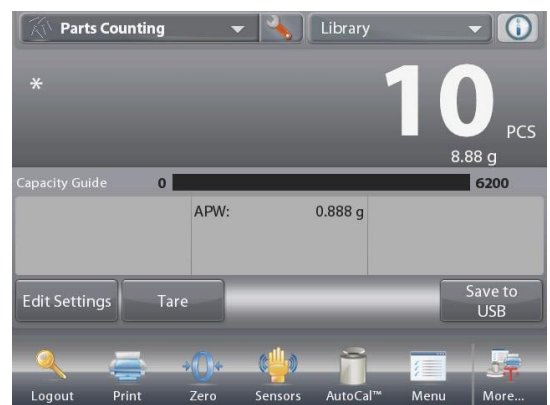 Parts Counting
Library
*
10
PCS
8.88 g
Capacity Guide 0 6200
APW: 0.888 g
Edit Settings
Tare
Save to
USB
Logout Print Zero Sensors AutoCal™ Menu More...